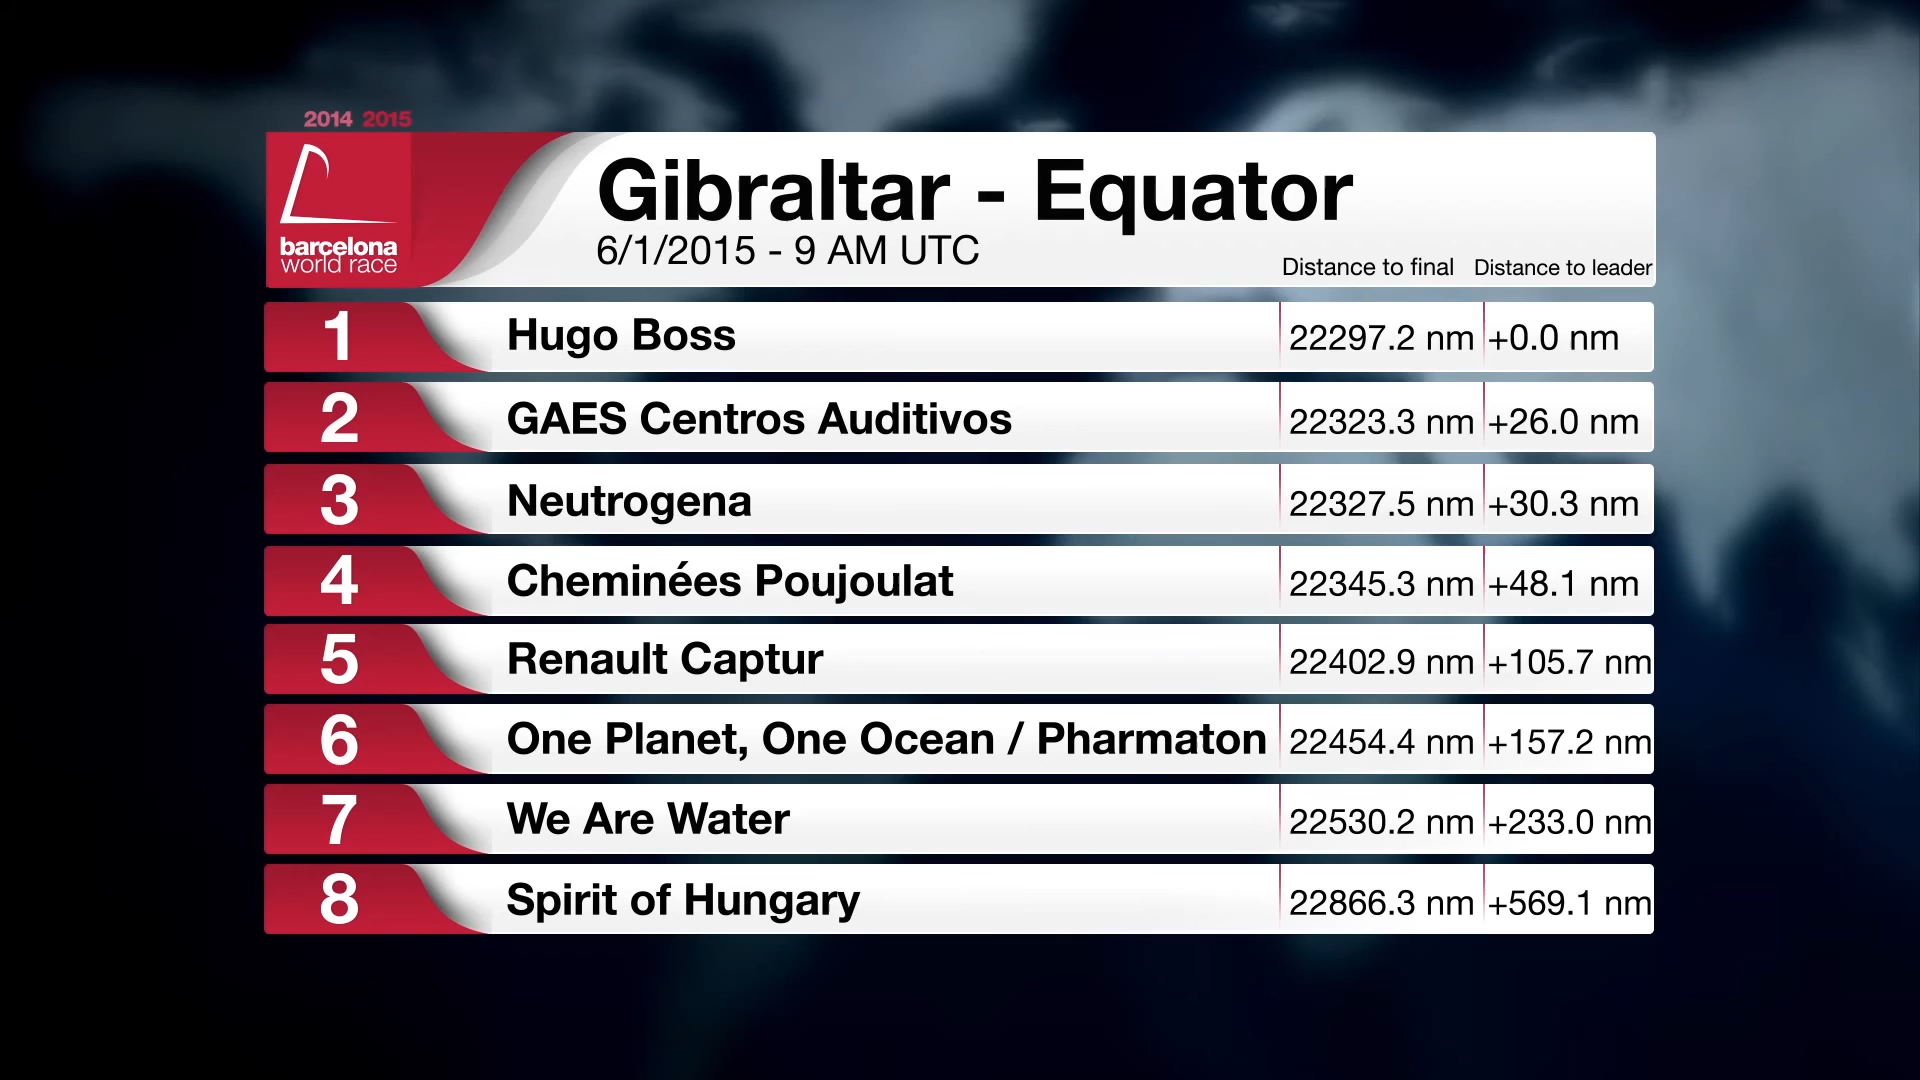 2014 2015
barcelona
world race
Gibraltar - Equator
6/1/2015 - 9 AM UTC
Distance to final Distance to leader
1 Hugo Boss 22297.2 nm +0.0 nm
2 GAES Centros Auditivos 22323.3 nm +26.0 nm
3 Neutrogena 22327.5 nm +30.3 nm
4 Cheminées Poujoulat 22345.3 nm +48.1 nm
5 Renault Captur 22402.9 nm +105.7 nm
6 One Planet, One Ocean / Pharmaton 22454.4 nm +157.2 nm
7 We Are Water 22530.2 nm +233.0 nm
8 Spirit of Hungary 22866.3 nm +569.1 nm